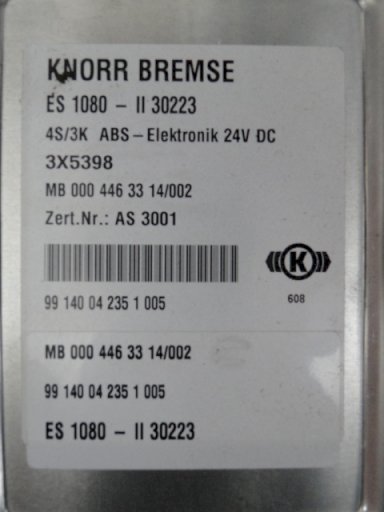 KNORR BREMSE
ES 1080 - II 30223
4S/3K ABS-Elektronik 24V DC
3X5398
MB 000 446 33 14/002
Zert.Nr.: AS 3001
K
608
99 140 04 235 1 005
MB 000 446 33 14/002
99 140 04 235 1 005
ES 1080 - II 30223